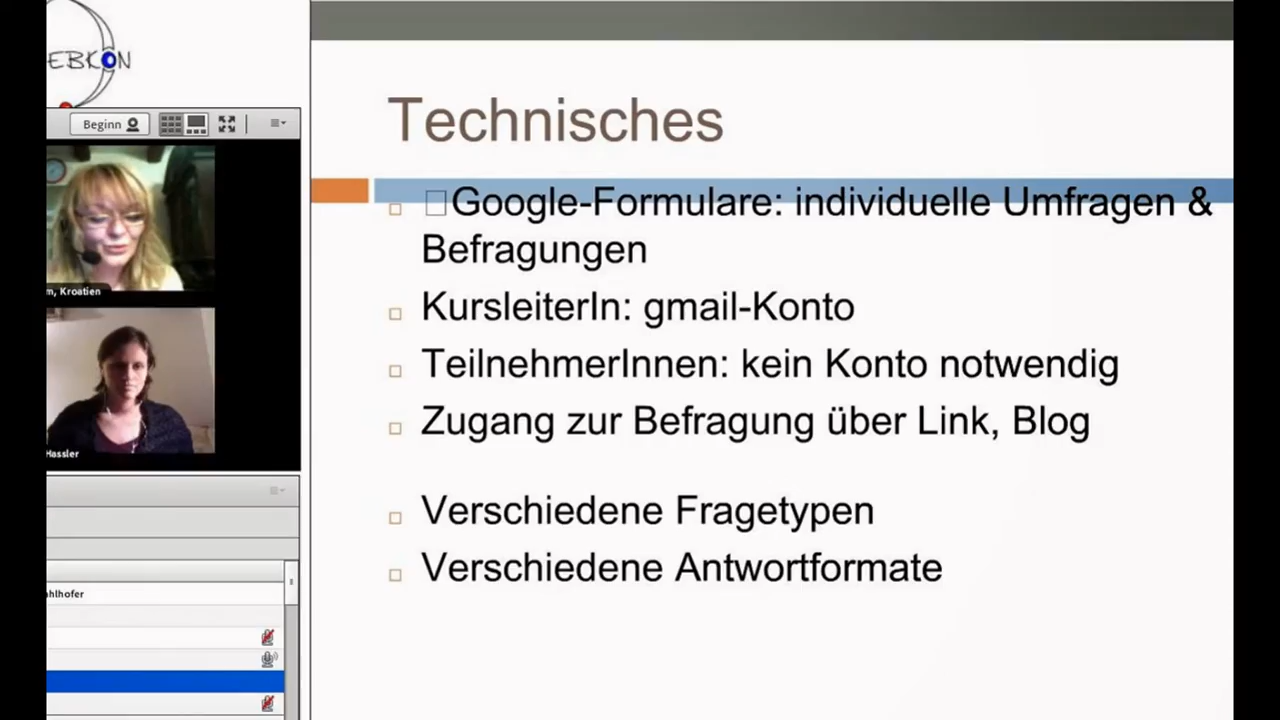 EBKON
Beginn
m, Kroatien
Hassler
ahlhofer
Technisches
Google-Formulare: individuelle Umfragen &
Befragungen
KursleiterIn: gmail-Konto
TeilnehmerInnen: kein Konto notwendig
Zugang zur Befragung über Link, Blog
Verschiedene Fragetypen
Verschiedene Antwortformate